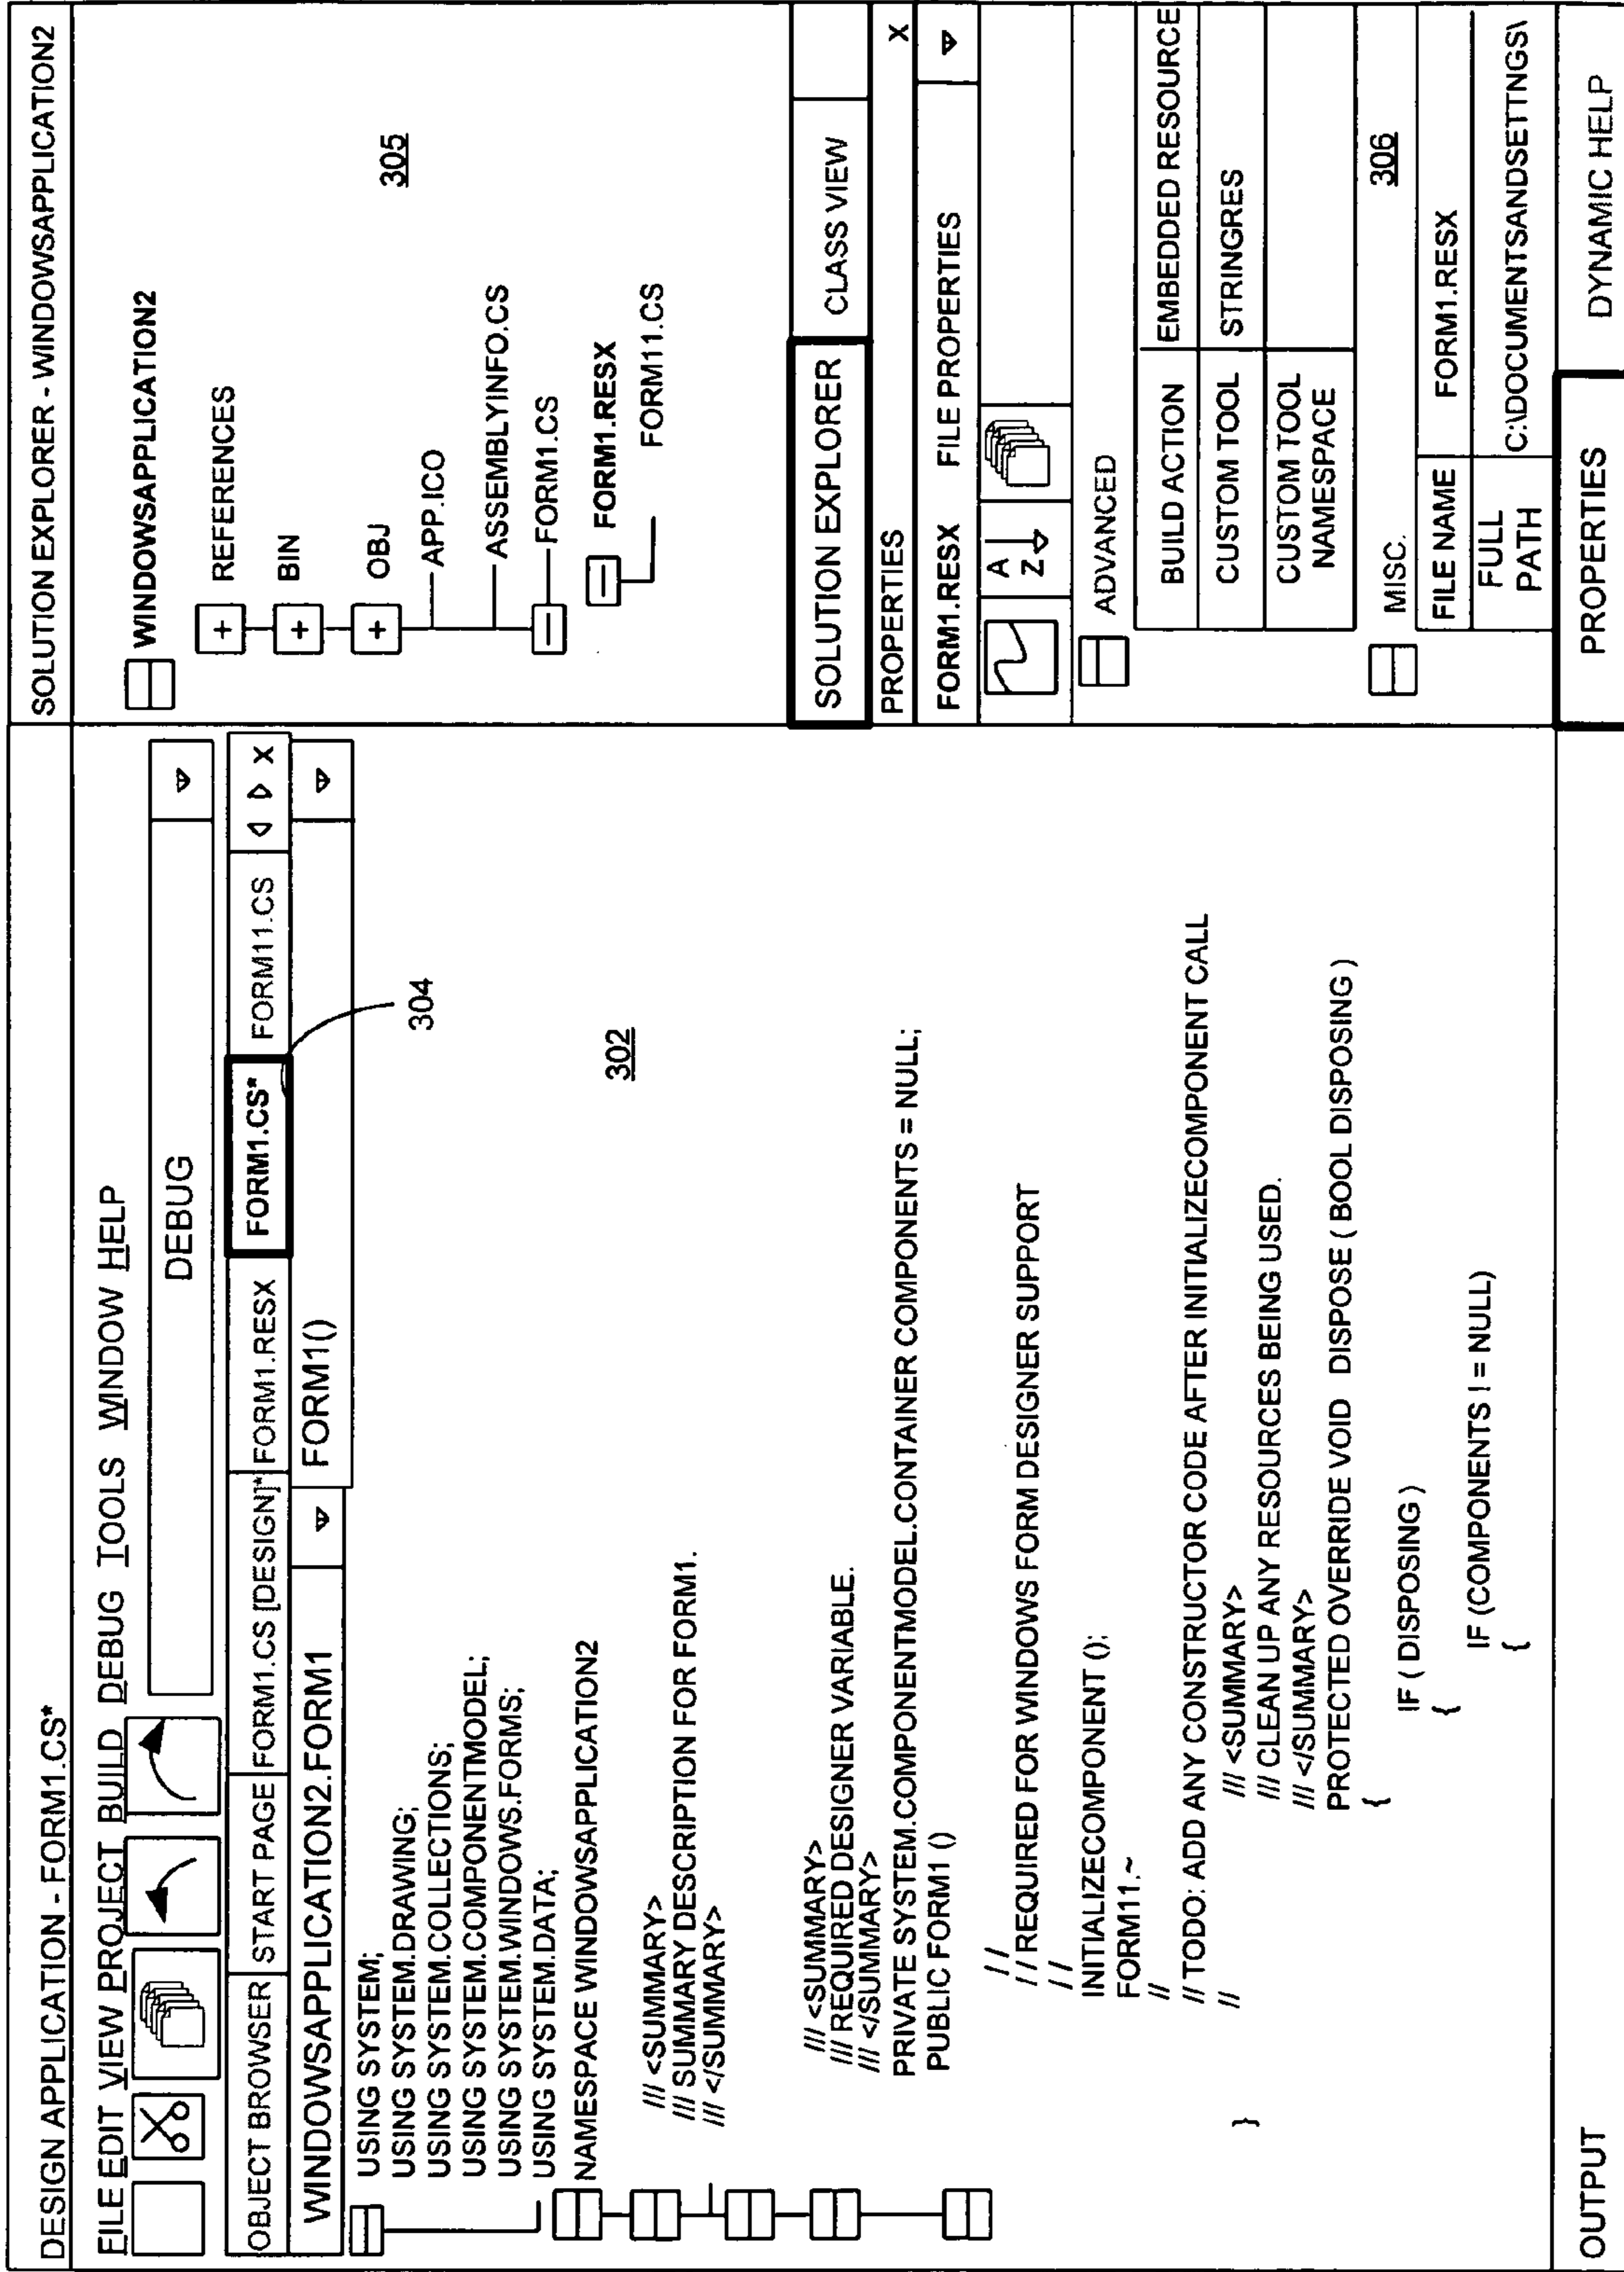 DESIGN APPLICATION - FORM1.CS*
FILE EDIT VIEW PROJECT BUILD DEBUG TOOLS WINDOW HELP
DEBUG
OBJECT BROWSER START PAGE FORM1.CS [DESIGN]* FORM1.RESX FORM1.CS* FORM11.CS X
WINDOWSAPPLICATION2.FORM1 FORM1()
304
302
USING SYSTEM;
USING SYSTEM.DRAWING;
USING SYSTEM.COLLECTIONS;
USING SYSTEM.COMPONENTMODEL;
USING SYSTEM.WINDOWS.FORMS;
USING SYSTEM.DATA;
NAMESPACE WINDOWSAPPLICATION2
/// <SUMMARY>
/// SUMMARY DESCRIPTION FOR FORM1.
/// </SUMMARY>
/// <SUMMARY>
/// REQUIRED DESIGNER VARIABLE.
/// </SUMMARY>
PRIVATE SYSTEM.COMPONENTMODEL.CONTAINER COMPONENTS = NULL;
PUBLIC FORM1 ()
//
// REQUIRED FOR WINDOWS FORM DESIGNER SUPPORT
//
INITIALIZECOMPONENT ();
FORM11.~
//
// TODO: ADD ANY CONSTRUCTOR CODE AFTER INITIALIZECOMPONENT CALL
//
}
/// <SUMMARY>
/// CLEAN UP ANY RESOURCES BEING USED.
/// </SUMMARY>
PROTECTED OVERRIDE VOID DISPOSE ( BOOL DISPOSING )
{
IF ( DISPOSING )
{
IF (COMPONENTS ! = NULL)
{
OUTPUT
SOLUTION EXPLORER - WINDOWSAPPLICATION2
WINDOWSAPPLICATION2
+ REFERENCES
+ BIN
+ OBJ
APP.ICO
ASSEMBLYINFO.CS
FORM1.CS
FORM1.RESX
FORM11.CS
305
SOLUTION EXPLORER CLASS VIEW
PROPERTIES X
FORM1.RESX FILE PROPERTIES
A
Z
ADVANCED
BUILD ACTION EMBEDDED RESOURCE
CUSTOM TOOL STRINGRES
CUSTOM TOOL
NAMESPACE
MISC. 306
FILE NAME FORM1.RESX
FULL
PATH C:\DOCUMENTSANDSETTNGS\
PROPERTIES DYNAMIC HELP